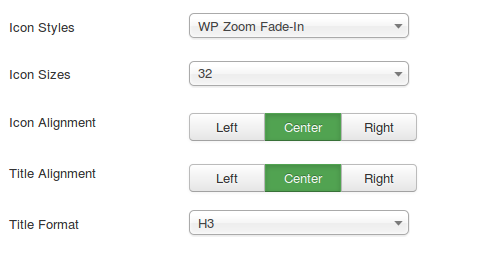 Icon Styles WP Zoom Fade-In
Icon Sizes 32
Icon Alignment Left Center Right
Title Alignment Left Center Right
Title Format H3